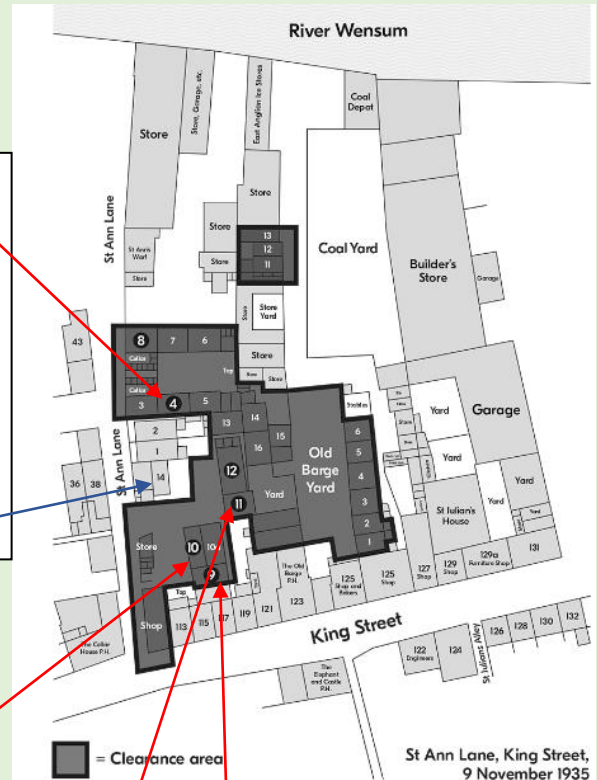 River Wensum
Coal
Depot
Store, Garage, etc.
East Anglian Ice Stores
Store
Store
St Ann Lane
Store
13
12
11
Coal Yard
St Ann's
Warf
Store
Store
Builder's
Store
Garage
Store
Store
Yard
43
8
7
6
Cellar
Store
Top
Store
Stables
Cellar
3
4
5
13
14
6
Yard
Garage
2
1
16
15
Old
Barge
Yard
5
Store
Yard
36
38
St Ann Lane
14
12
4
11
Yard
3
St Julian's
House
Yard
Yard
2
Store
10
10A
1
9
The Old
Barge
P.H.
125
Shop and
Bakers
125
Shop
127
Shop
129
Shop
129a
Furniture Shop
131
Tap
Shop
113
115
117
119
121
123
King Street
The Cellar
House P.H.
122
Engineers
124
St Julians Alley
126
128
130
132
The
Elephant
and Castle
P.H.
= Clearance area
St Ann Lane, King Street,
9 November 1935